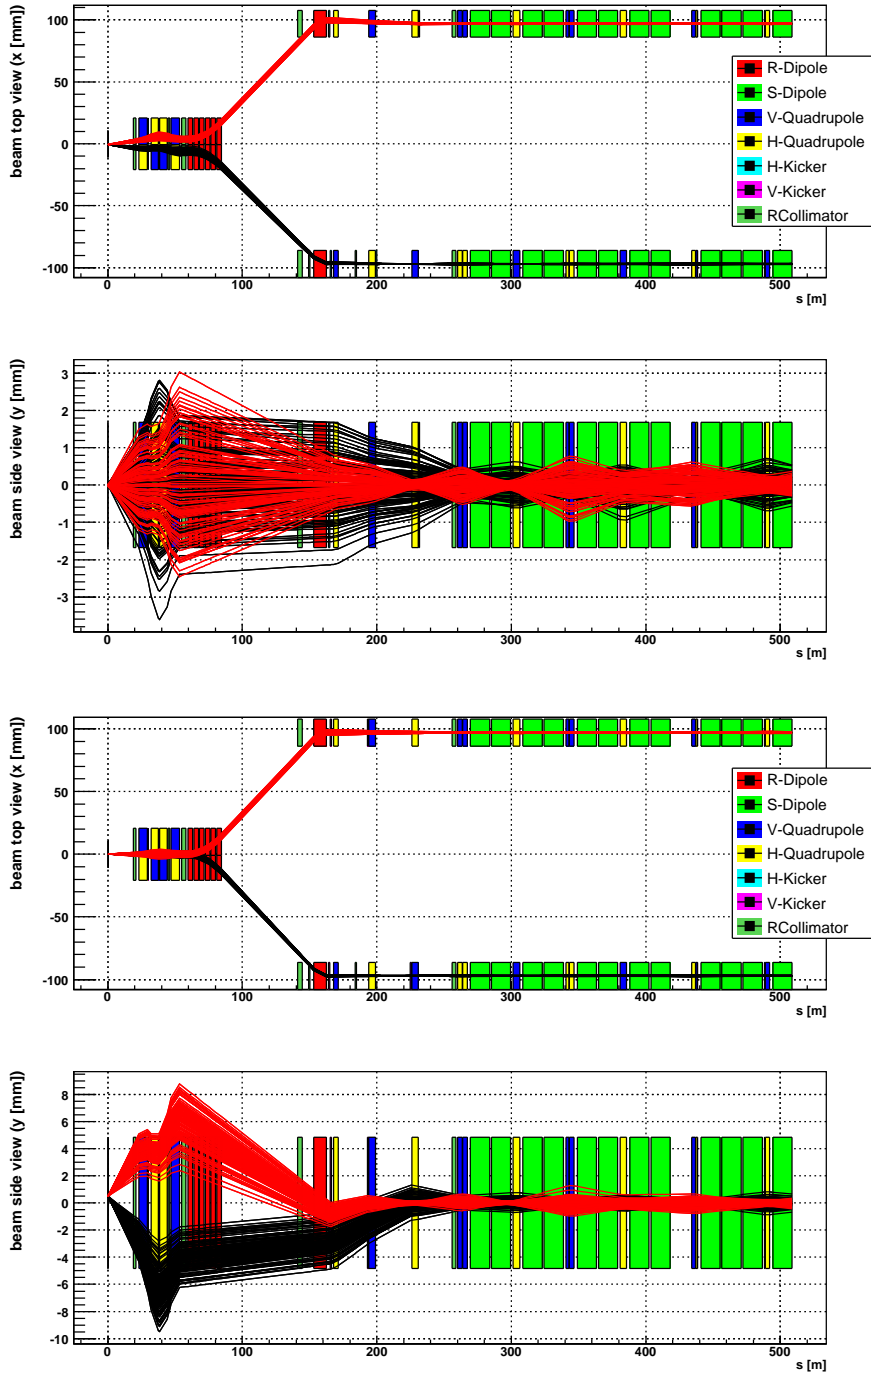 beam top view (x [mm])
100
50
0
-50
-100
0
100
200
300
400
500
s [m]
R-Dipole
S-Dipole
V-Quadrupole
H-Quadrupole
H-Kicker
V-Kicker
RCollimator
beam side view (y [mm])
3
2
1
0
-1
-2
-3
0
100
200
300
400
500
s [m]
beam top view (x [mm])
100
50
0
-50
-100
0
100
200
300
400
500
s [m]
R-Dipole
S-Dipole
V-Quadrupole
H-Quadrupole
H-Kicker
V-Kicker
RCollimator
beam side view (y [mm])
8
6
4
2
0
-2
-4
-6
-8
-10
0
100
200
300
400
500
s [m]